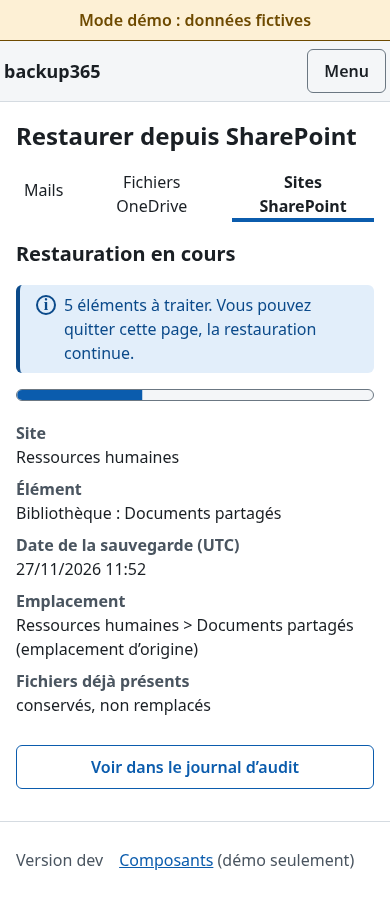 Mode démo : données fictives
backup365
Menu
Restaurer depuis SharePoint
Mails
Fichiers
OneDrive
Sites
SharePoint
Restauration en cours
5 éléments à traiter. Vous pouvez
quitter cette page, la restauration
continue.
Site
Ressources humaines
Élément
Bibliothèque : Documents partagés
Date de la sauvegarde (UTC)
27/11/2026 11:52
Emplacement
Ressources humaines > Documents partagés
(emplacement d’origine)
Fichiers déjà présents
conservés, non remplacés
Voir dans le journal d’audit
Version dev Composants (démo seulement)